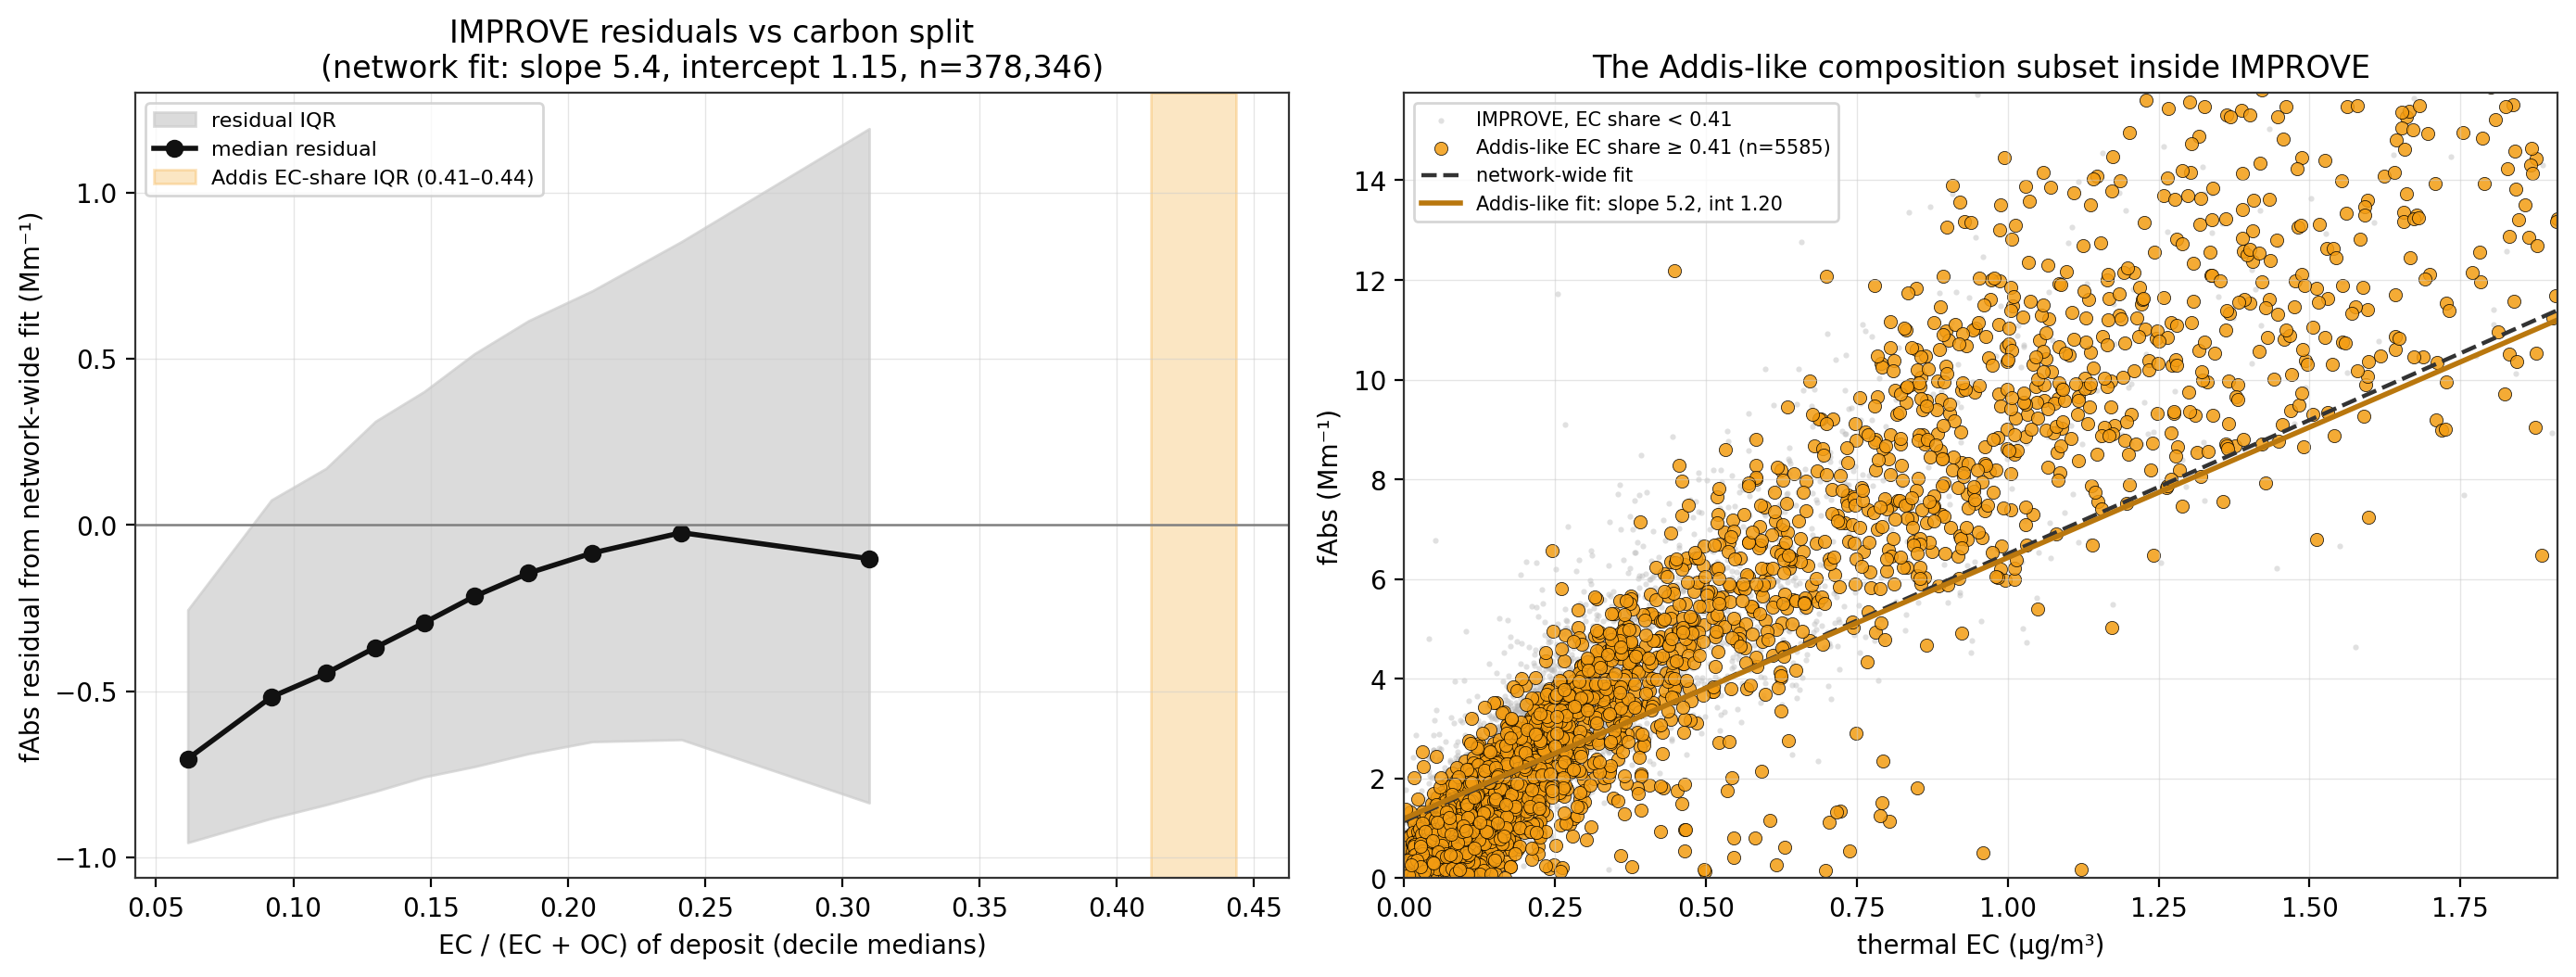 IMPROVE residuals vs carbon split
(network fit: slope 5.4, intercept 1.15, n=378,346)
residual IQR
median residual
Addis EC-share IQR (0.41–0.44)
fAbs residual from network-wide fit (Mm⁻¹)
1.0
0.5
0.0
−0.5
−1.0
0.05 0.10 0.15 0.20 0.25 0.30 0.35 0.40 0.45
EC / (EC + OC) of deposit (decile medians)
The Addis-like composition subset inside IMPROVE
IMPROVE, EC share < 0.41
Addis-like EC share ≥ 0.41 (n=5585)
network-wide fit
Addis-like fit: slope 5.2, int 1.20
fAbs (Mm⁻¹)
14
12
10
8
6
4
2
0
0.00 0.25 0.50 0.75 1.00 1.25 1.50 1.75
thermal EC (µg/m³)